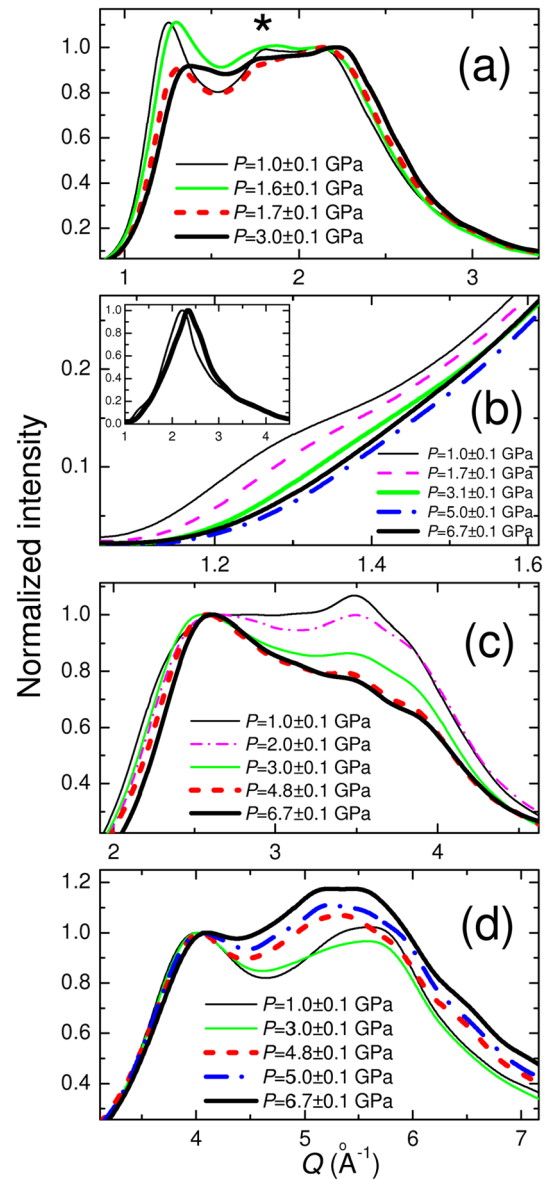 Normalized intensity
*
(a)
1.0
0.8
0.6
0.4
0.2
P=1.0±0.1 GPa
P=1.6±0.1 GPa
P=1.7±0.1 GPa
P=3.0±0.1 GPa
1 2 3
(b)
0.2
0.1
1.0
0.8
0.6
0.4
0.2
0.0
1 2 3 4
P=1.0±0.1 GPa
P=1.7±0.1 GPa
P=3.1±0.1 GPa
P=5.0±0.1 GPa
P=6.7±0.1 GPa
1.2 1.4 1.6
(c)
1.0
0.8
0.6
0.4
P=1.0±0.1 GPa
P=2.0±0.1 GPa
P=3.0±0.1 GPa
P=4.8±0.1 GPa
P=6.7±0.1 GPa
2 3 4
(d)
1.2
1.0
0.8
0.6
0.4
P=1.0±0.1 GPa
P=3.0±0.1 GPa
P=4.8±0.1 GPa
P=5.0±0.1 GPa
P=6.7±0.1 GPa
4 5 6 7
Q (Å⁻¹)